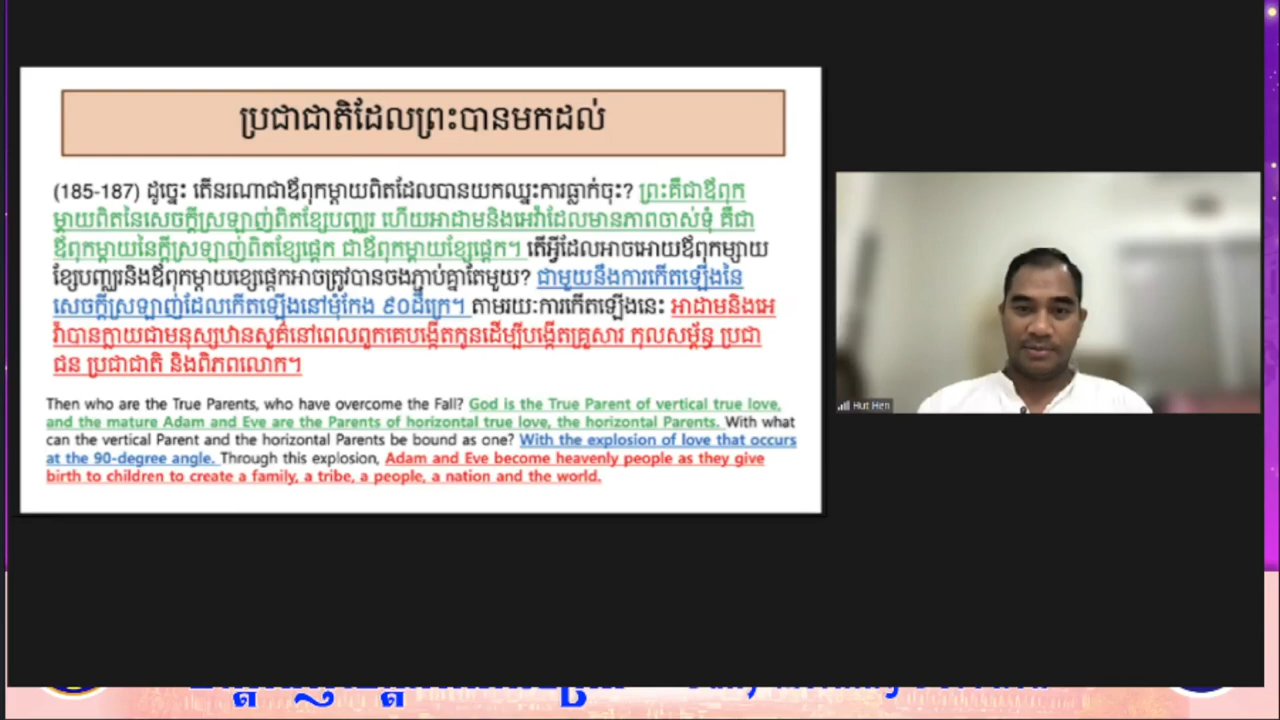 ប្រជាជាតិដែលព្រះបានមកដល់
(185-187) ដូច្នេះ តើនរណាជាឪពុកម្ដាយពិតដែលបានយកឈ្នះការធ្លាក់ចុះ? ព្រះគឺជាឪពុក
ម្ដាយពិតនៃសេចក្ដីស្រឡាញ់ពិតខ្សែបញ្ឈរ ហើយអាដាមនិងអេវ៉ាដែលមានភាពចាស់ទុំ គឺជា
ឪពុកម្ដាយនៃក្ដីស្រឡាញ់ពិតខ្សែផ្ដេក ជាឪពុកម្ដាយខ្សែផ្ដេក។ តើអ្វីដែលអាចអោយឪពុកម្សាយ
ខ្សែបញ្ឈរនិងឪពុកម្ដាយខ្សេផ្ដេកអាចត្រូវបានចងភ្ជាប់គ្នាតែមួយ? ជាមួយនឹងការកើតឡើងនៃ
សេចក្ដីស្រឡាញ់ដែលកើតឡើងនៅមុំកែង ៩០ដឺក្រេ។ តាមរយៈការកើតឡើងនេះ អាដាមនិងអេ
វ៉ាបានក្លាយជាមនុស្សឋានសួគ៌នៅពេលពួកគេបង្កើតកូនដើម្បីបង្កើតគ្រួសារ កុលសម្ព័ន្ធ ប្រជា
ជន ប្រជាជាតិ និងពិភពលោក។
Then who are the True Parents, who have overcome the Fall? God is the True Parent of vertical true love,
and the mature Adam and Eve are the Parents of horizontal true love, the horizontal Parents. With what
can the vertical Parent and the horizontal Parents be bound as one? With the explosion of love that occurs
at the 90-degree angle. Through this explosion, Adam and Eve become heavenly people as they give
birth to children to create a family, a tribe, a people, a nation and the world.
Hut Hen